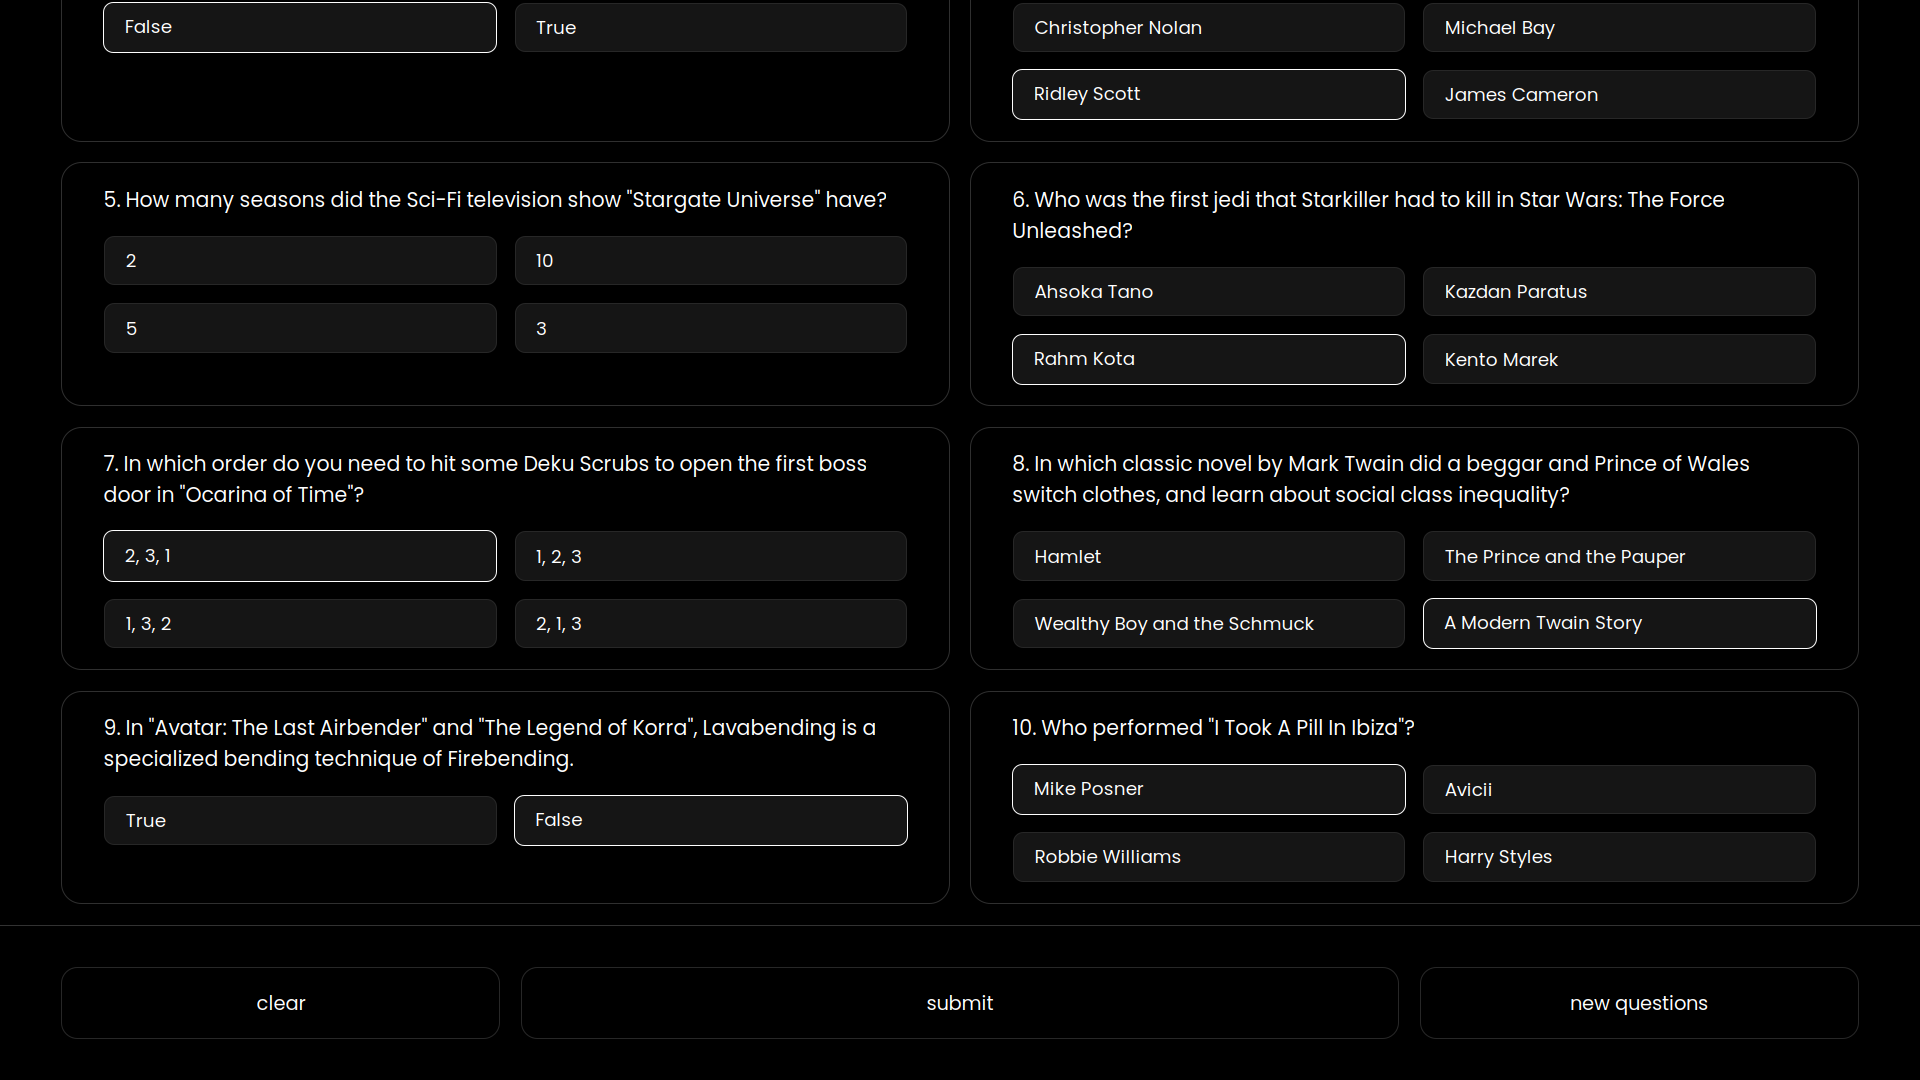 False
True
Christopher Nolan
Michael Bay
Ridley Scott
James Cameron
5. How many seasons did the Sci-Fi television show "Stargate Universe" have?
2
10
5
3
6. Who was the first jedi that Starkiller had to kill in Star Wars: The Force
Unleashed?
Ahsoka Tano
Kazdan Paratus
Rahm Kota
Kento Marek
7. In which order do you need to hit some Deku Scrubs to open the first boss
door in "Ocarina of Time"?
2, 3, 1
1, 2, 3
1, 3, 2
2, 1, 3
8. In which classic novel by Mark Twain did a beggar and Prince of Wales
switch clothes, and learn about social class inequality?
Hamlet
The Prince and the Pauper
Wealthy Boy and the Schmuck
A Modern Twain Story
9. In "Avatar: The Last Airbender" and "The Legend of Korra", Lavabending is a
specialized bending technique of Firebending.
True
False
10. Who performed "I Took A Pill In Ibiza"?
Mike Posner
Avicii
Robbie Williams
Harry Styles
clear
submit
new questions